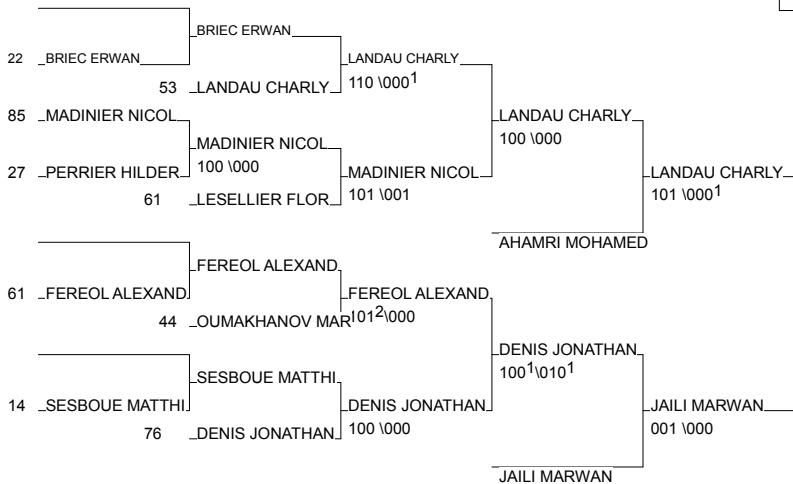 BRIEC ERWAN
22 BRIEC ERWAN
LANDAU CHARLY
53 LANDAU CHARLY
110 \000¹
85 MADINIER NICOL
LANDAU CHARLY
100 \000
MADINIER NICOL
100 \000
27 PERRIER HILDER
MADINIER NICOL
101 \001
LANDAU CHARLY
101 \000¹
61 LESELLIER FLOR
AHAMRI MOHAMED
FEREOL ALEXAND
61 FEREOL ALEXAND
FEREOL ALEXAND
44 OUMAKHANOV MAR
101²\000
DENIS JONATHAN
100¹\010¹
SESBOUE MATTHI
14 SESBOUE MATTHI
DENIS JONATHAN
100 \000
JAILI MARWAN
001 \000
76 DENIS JONATHAN
JAILI MARWAN